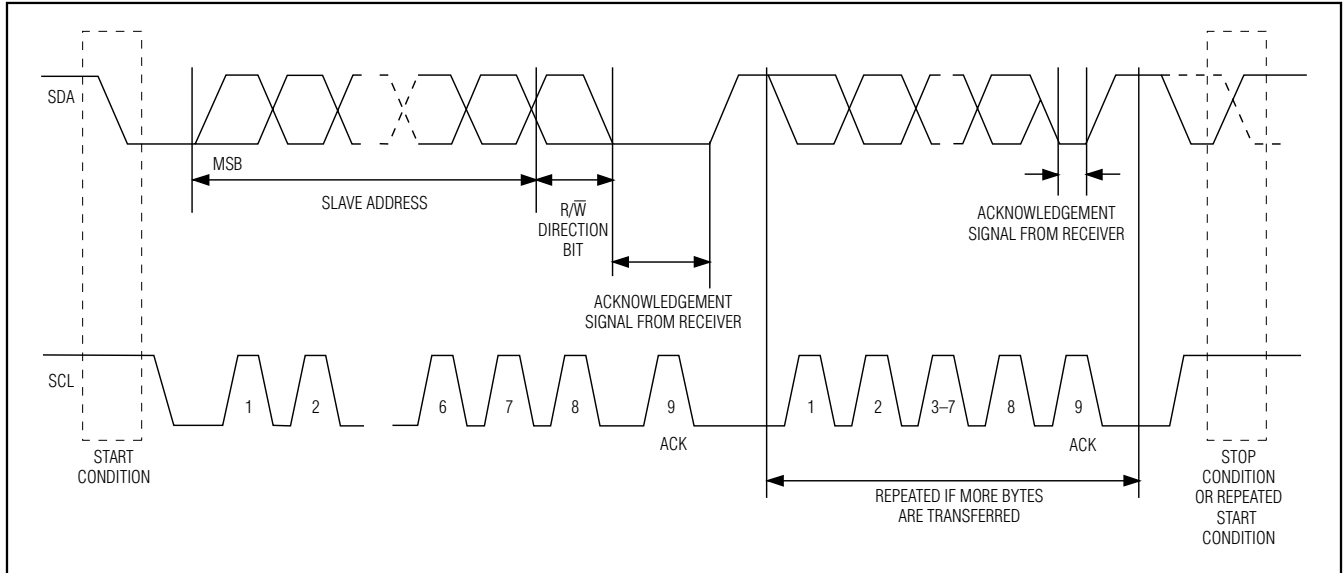 SDA
MSB
SLAVE ADDRESS
R/W̅
DIRECTION
BIT
ACKNOWLEDGEMENT
SIGNAL FROM RECEIVER
ACKNOWLEDGEMENT
SIGNAL FROM RECEIVER
SCL
1 2 6 7 8 9 1 2 3–7 8 9
ACK ACK
START
CONDITION
REPEATED IF MORE BYTES
ARE TRANSFERRED
STOP
CONDITION
OR REPEATED
START
CONDITION